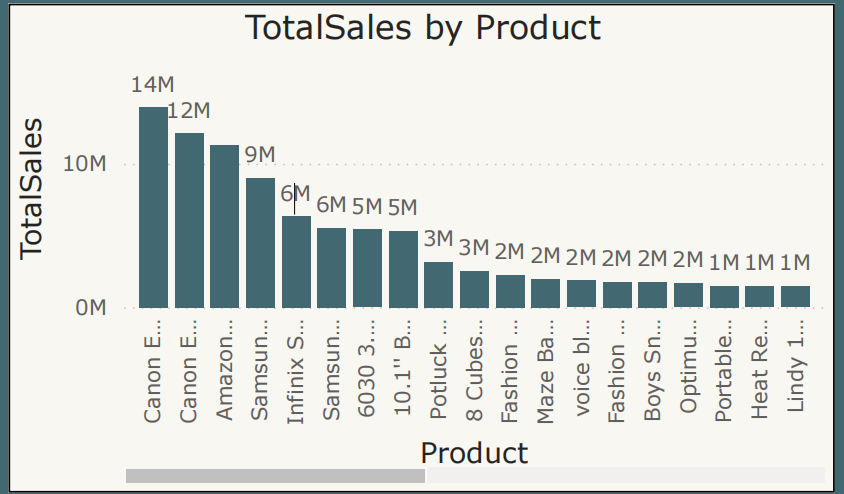 TotalSales by Product
TotalSales
10M
0M
14M
12M
9M
6M
6M
5M
5M
3M
3M
2M
2M
2M
2M
2M
2M
1M
1M
1M
Canon E...
Canon E...
Amazon...
Samsun...
Infinix S...
Samsun...
6030 3....
10.1'' B...
Potluck ...
8 Cubes...
Fashion ...
Maze Ba...
voice bl...
Fashion ...
Boys Sn...
Optimu...
Portable...
Heat Re...
Lindy 1...
Product